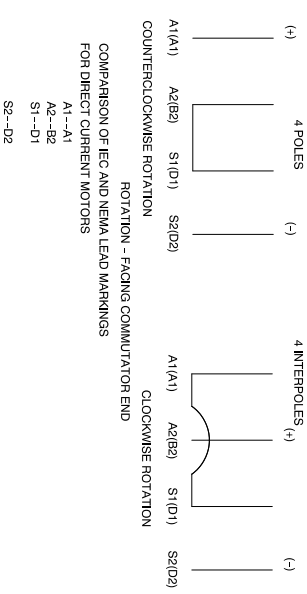 4 POLES
4 INTERPOLES
(+)
(-)
(+)
(-)
A1(A1)
A2(B2)
S1(D1)
S2(D2)
A1(A1)
A2(B2)
S1(D1)
S2(D2)
COUNTERCLOCKWISE ROTATION
CLOCKWISE ROTATION
ROTATION - FACING COMMUTATOR END
COMPARISON OF IEC AND NEMA LEAD MARKINGS
FOR DIRECT CURRENT MOTORS
A1--A1
A2--B2
S1--D1
S2--D2